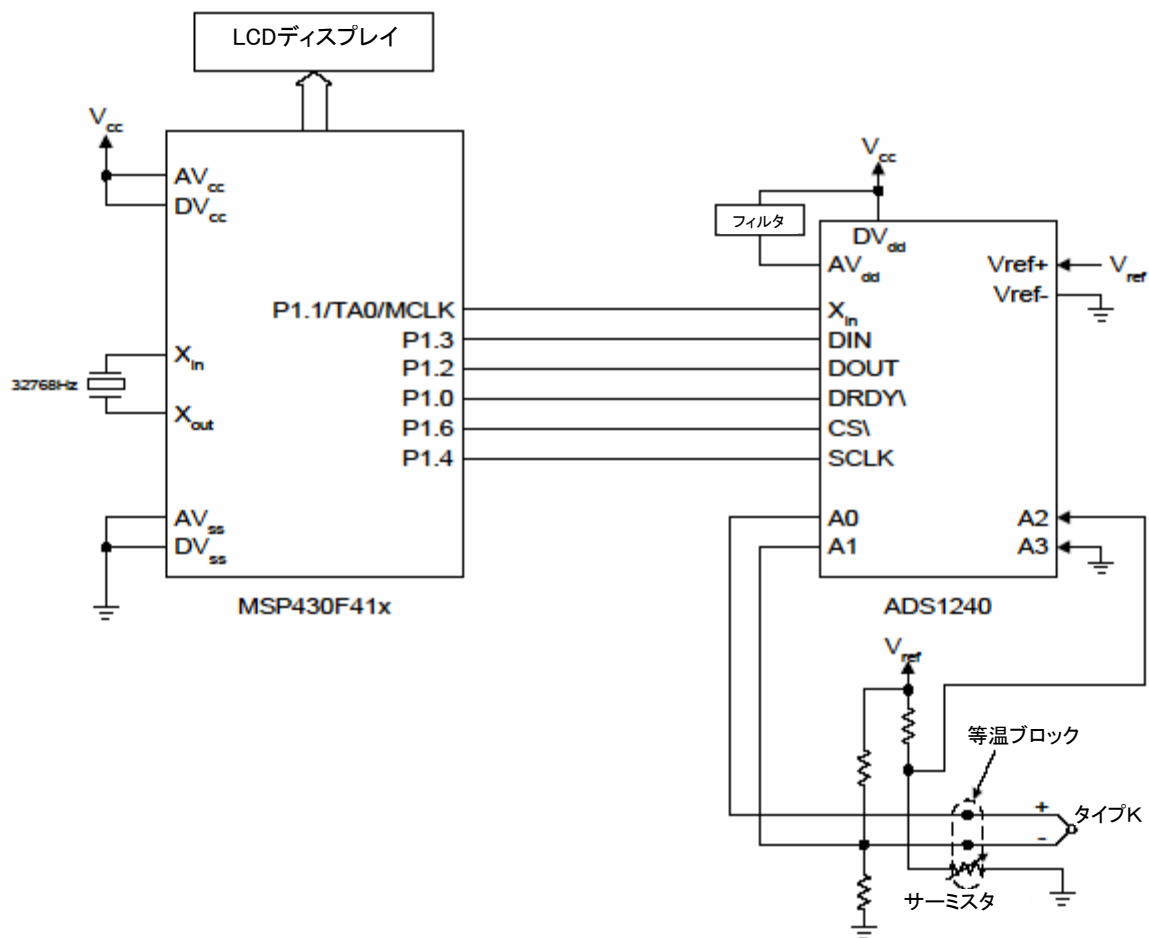 LCDディスプレイ
Vcc
AVcc
DVcc
P1.1/TA0/MCLK
P1.3
P1.2
P1.0
P1.6
P1.4
Xin
32768Hz
Xout
AVss
DVss
MSP430F41x
Vcc
フィルタ
DVdd
AVdd
Vref+
Vref
Vref-
Xin
DIN
DOUT
DRDY\
CS\
SCLK
A0
A2
A1
A3
ADS1240
Vref
等温ブロック
+
タイプK
-
サーミスタ